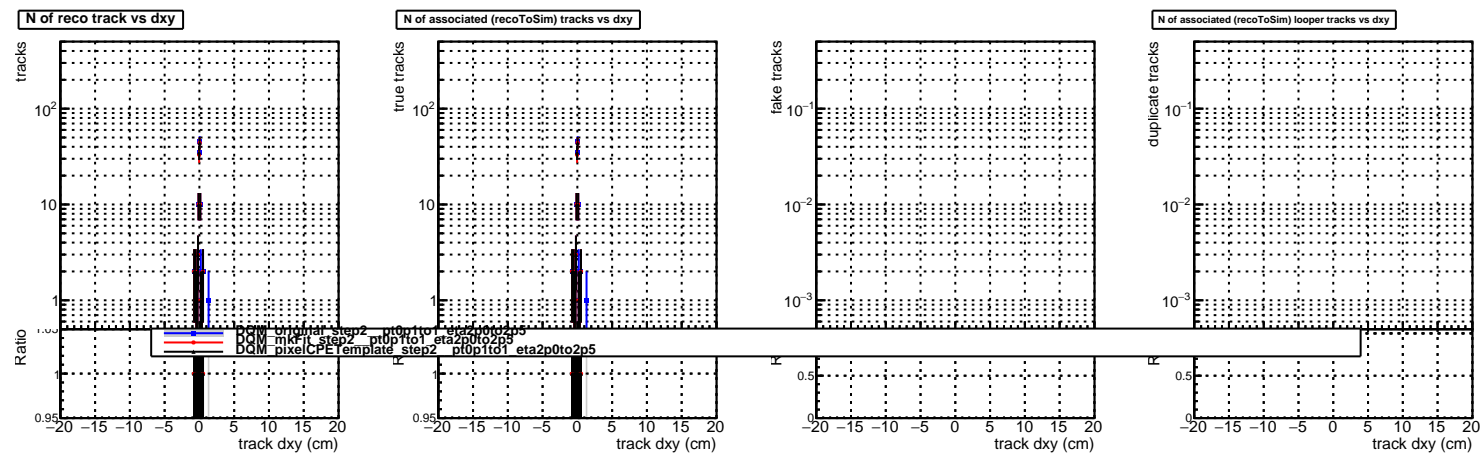 N of reco track vs dxy
tracks
10²
10
1
Ratio
1
0.95
−20 −15 −10 −5 0 5 10 15 20
track dxy (cm)
N of associated (recoToSim) tracks vs dxy
true tracks
10²
10
1
−20 −15 −10 −5 0 5 10 15 20
track dxy (cm)
fake tracks
10⁻¹
10⁻²
10⁻³
0.5
0
−20 −15 −10 −5 0 5 10 15 20
track dxy (cm)
N of associated (recoToSim) looper tracks vs dxy
duplicate tracks
10⁻¹
10⁻²
10⁻³
0.5
0
−20 −15 −10 −5 0 5 10 15 20
track dxy (cm)
DQM_original_step2__pt0p1to1_eta2p0to2p5
DQM_mkFit_step2__pt0p1to1_eta2p0to2p5
DQM_pixelCPETemplate_step2__pt0p1to1_eta2p0to2p5